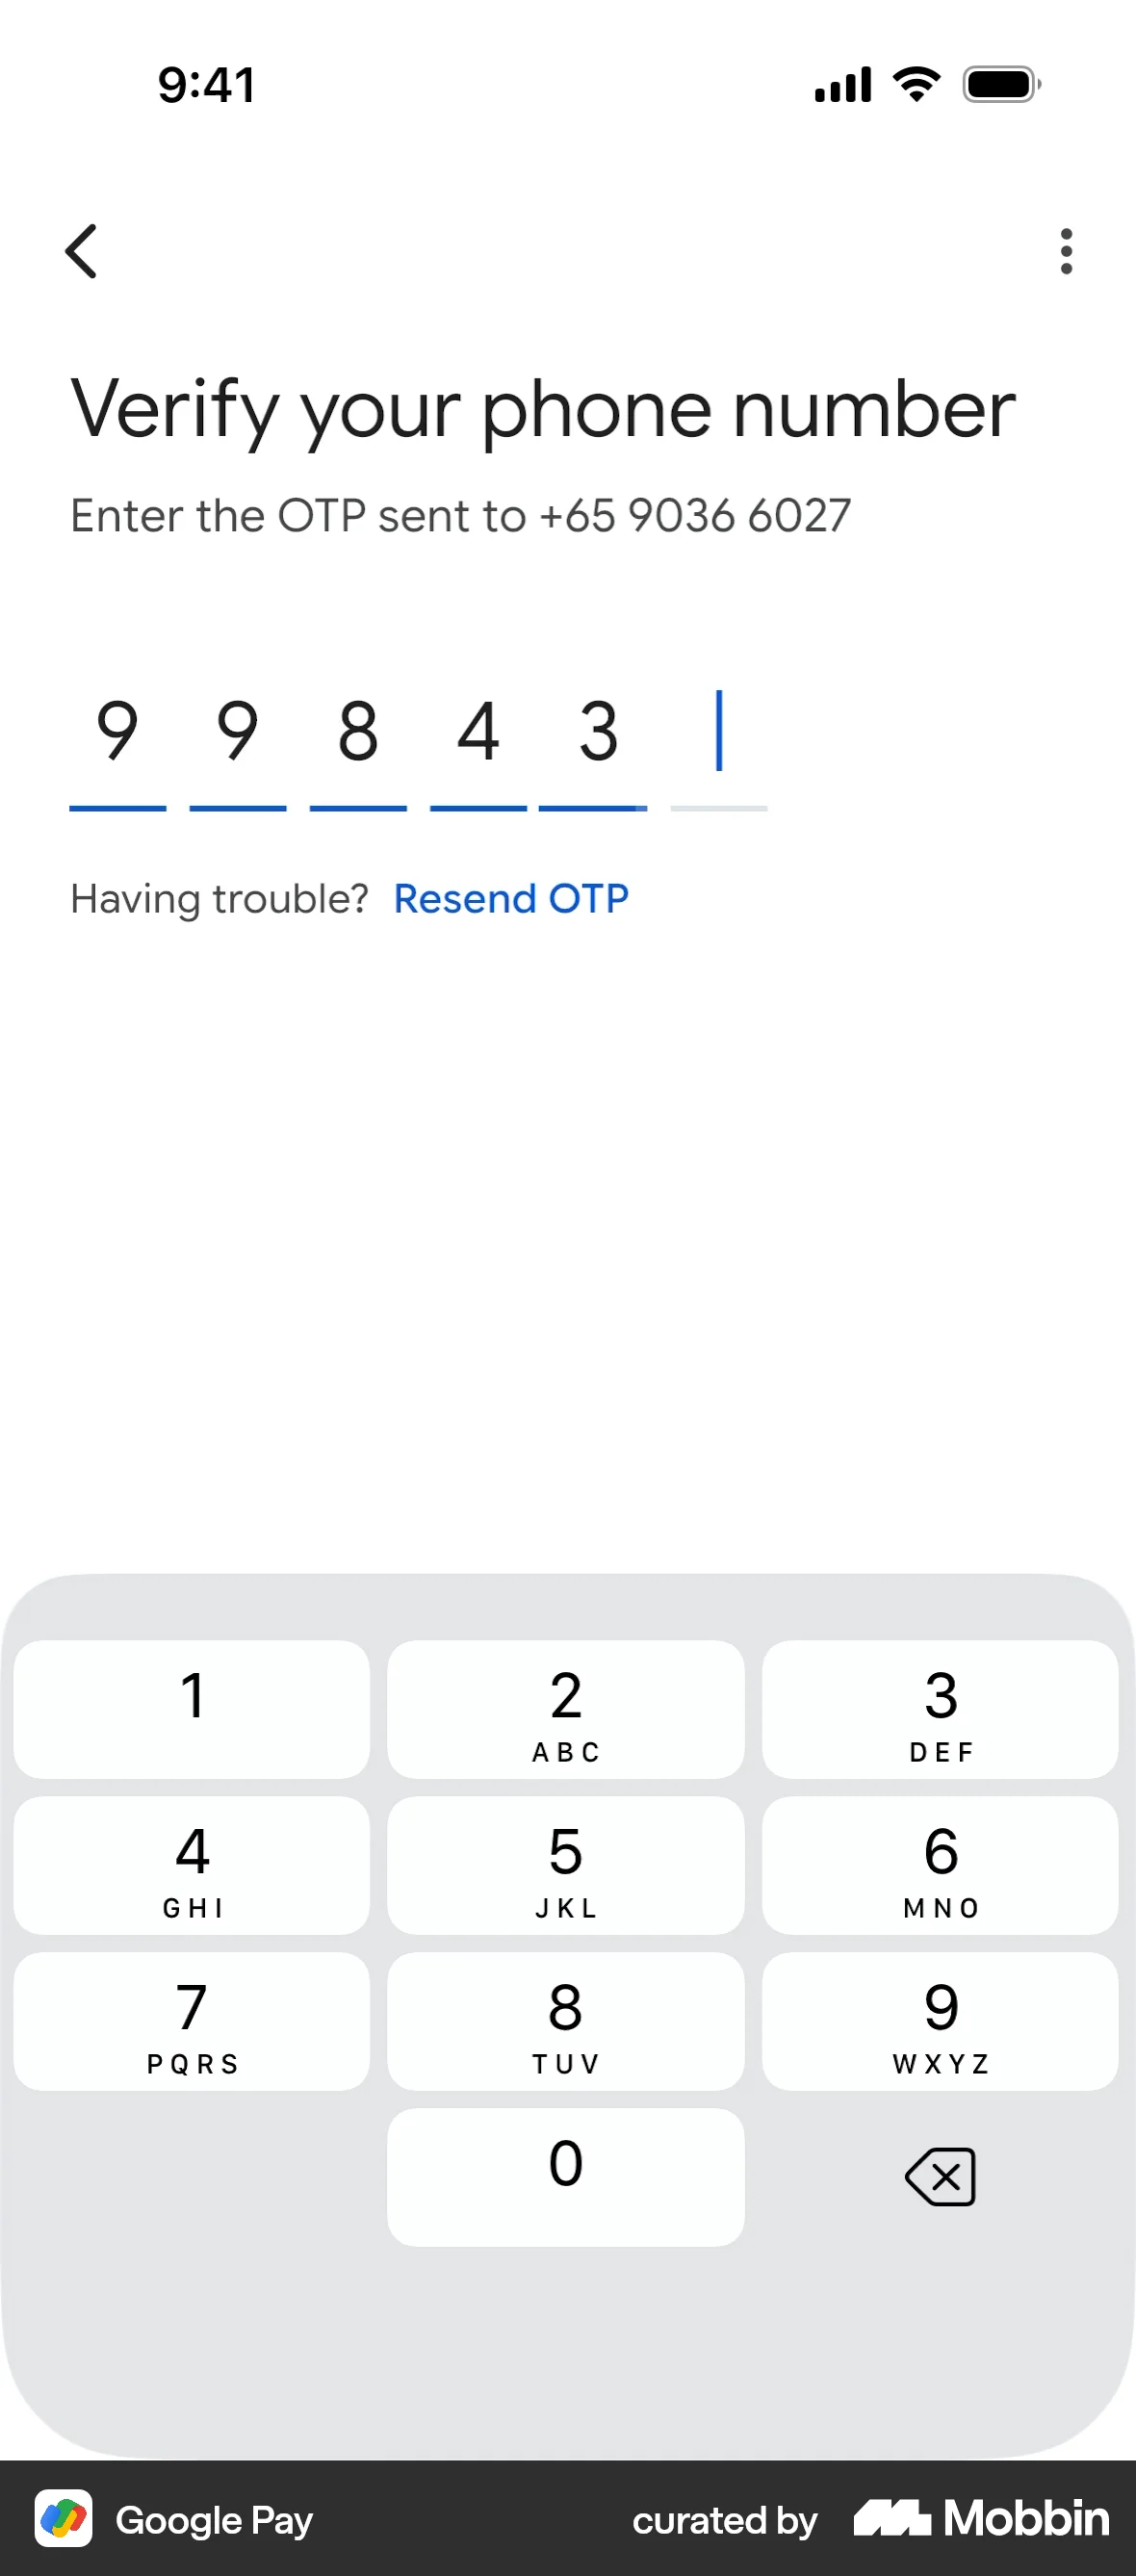 9:41
Verify your phone number
Enter the OTP sent to +65 9036 6027
9 9 8 4 3
Having trouble? Resend OTP
1 2 3
ABC DEF
4 5 6
GHI JKL MNO
7 8 9
PQRS TUV WXYZ
0
Google Pay curated by Mobbin